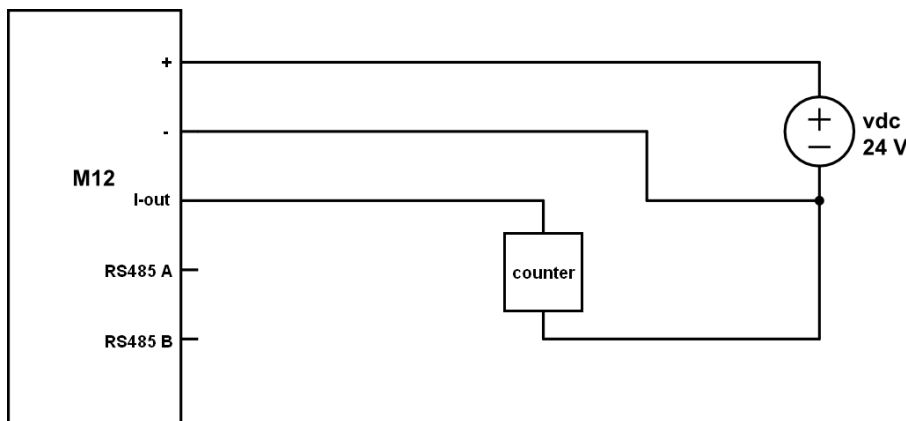 +
-
M12
I-out
RS485 A
RS485 B
counter
+
−
vdc
24 V